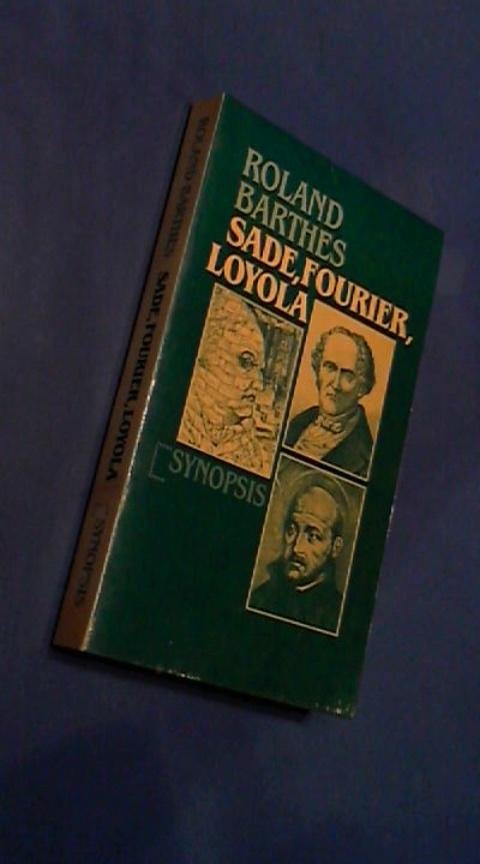 ROLAND
BARTHES
SADE, FOURIER,
LOYOLA
SYNOPSIS
ROLAND BARTHES SADE, FOURIER, LOYOLA SYNOPSIS